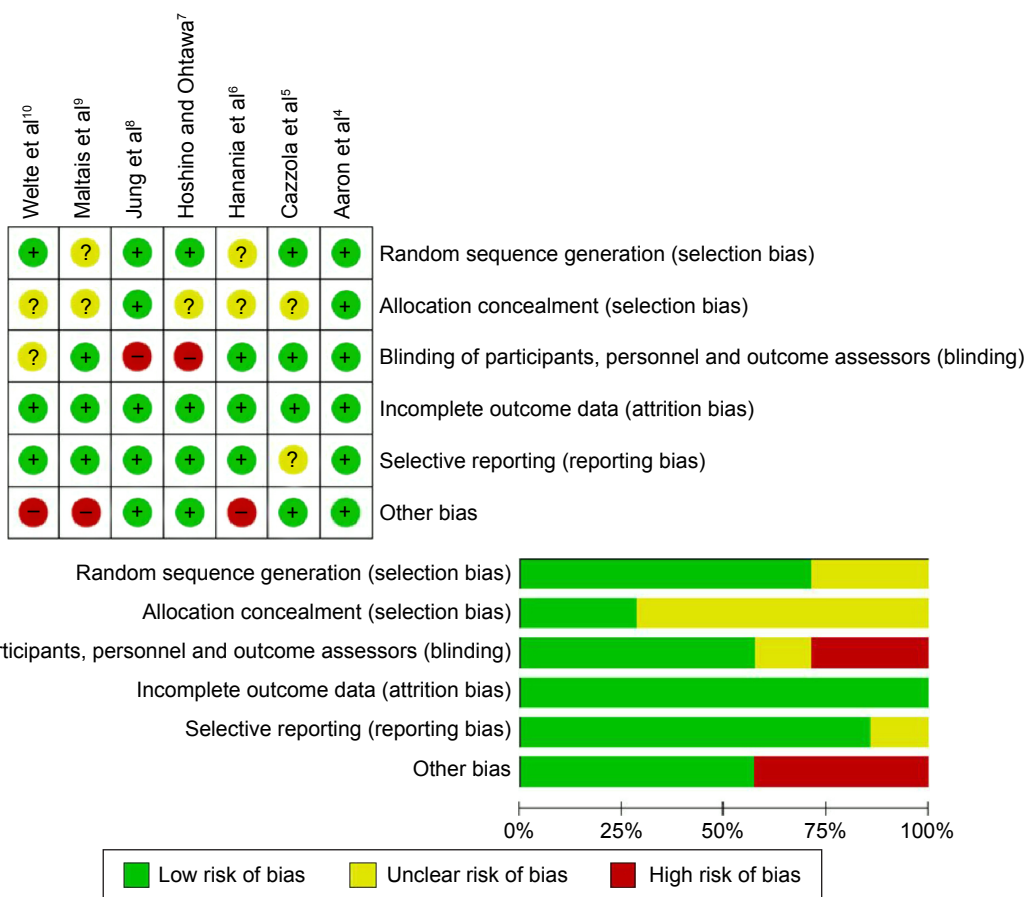 Welte et al10
Maltais et al9
Jung et al8
Hoshino and Ohtawa7
Hanania et al6
Cazzola et al5
Aaron et al4
+ ? + + ? + + Random sequence generation (selection bias)
? ? + ? ? ? + Allocation concealment (selection bias)
? + – – + + + Blinding of participants, personnel and outcome assessors (blinding)
+ + + + + + + Incomplete outcome data (attrition bias)
+ + + + + ? + Selective reporting (reporting bias)
– – + + – + + Other bias
Random sequence generation (selection bias)
Allocation concealment (selection bias)
rticipants, personnel and outcome assessors (blinding)
Incomplete outcome data (attrition bias)
Selective reporting (reporting bias)
Other bias
0% 25% 50% 75% 100%
Low risk of bias Unclear risk of bias High risk of bias